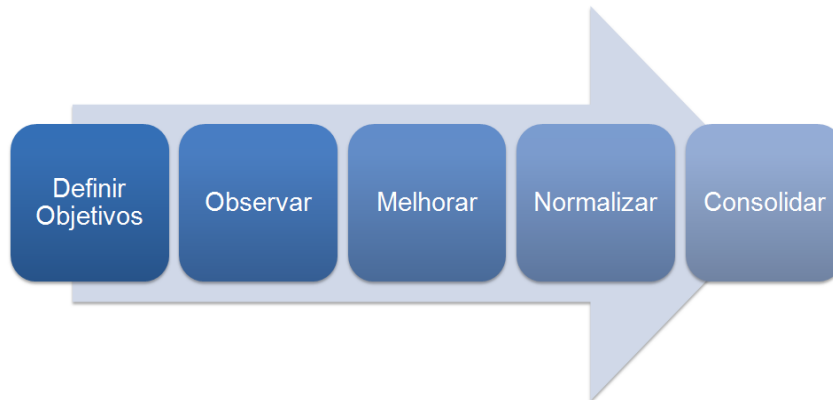 Definir
Objetivos
Observar
Melhorar
Normalizar
Consolidar